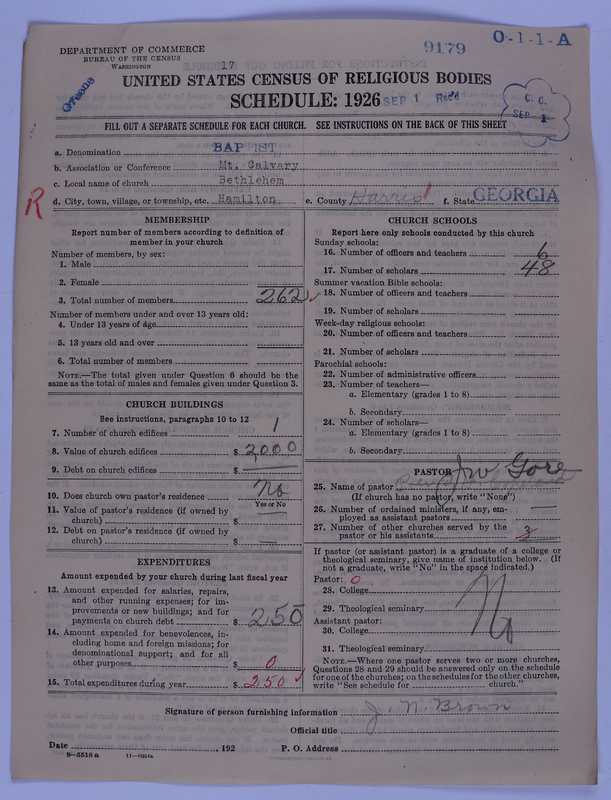 DEPARTMENT OF COMMERCE
BUREAU OF THE CENSUS
WASHINGTON
9179
O-1-1-A
17
Greene
UNITED STATES CENSUS OF RELIGIOUS BODIES
SCHEDULE: 1926
SEP 1 Rec'd
C. C.
SEP 1
FILL OUT A SEPARATE SCHEDULE FOR EACH CHURCH. SEE INSTRUCTIONS ON THE BACK OF THIS SHEET
a. Denomination BAPTIST
b. Association or Conference Mt. Calvary
c. Local name of church Bethlehem
d. City, town, village, or township, etc. Hamilton e. County Harris f. State GEORGIA
R
MEMBERSHIP
Report number of members according to definition of member in your church
Number of members, by sex:
1. Male
2. Female
3. Total number of members 262
Number of members under and over 13 years old:
4. Under 13 years of age
5. 13 years old and over
6. Total number of members
NOTE.—The total given under Question 6 should be the same as the total of males and females given under Question 3.
CHURCH BUILDINGS
See instructions, paragraphs 10 to 12
7. Number of church edifices 1
8. Value of church edifices $ 2000
9. Debt on church edifices $
10. Does church own pastor's residence No
Yes or No
11. Value of pastor's residence (if owned by church) $
12. Debt on pastor's residence (if owned by church) $ —
EXPENDITURES
Amount expended by your church during last fiscal year
13. Amount expended for salaries, repairs, and other running expenses; for improvements or new buildings; and for payments on church debt $ 250
14. Amount expended for benevolences, including home and foreign missions; for denominational support; and for all other purposes $ 0
15. Total expenditures during year $ 250
CHURCH SCHOOLS
Report here only schools conducted by this church
Sunday schools:
16. Number of officers and teachers 6
17. Number of scholars 48
Summer vacation Bible schools:
18. Number of officers and teachers
19. Number of scholars
Week-day religious schools:
20. Number of officers and teachers
21. Number of scholars
Parochial schools:
22. Number of administrative officers
23. Number of teachers—
a. Elementary (grades 1 to 8)
b. Secondary
24. Number of scholars—
a. Elementary (grades 1 to 8)
b. Secondary
PASTOR
25. Name of pastor J W Gore
(If church has no pastor, write "None")
26. Number of ordained ministers, if any, employed as assistant pastors —
27. Number of other churches served by the pastor or his assistants 3
If pastor (or assistant pastor) is a graduate of a college or theological seminary, give name of institution below. (If not a graduate, write "No" in the space indicated.)
Pastor: 0
28. College
29. Theological seminary
No
Assistant pastor:
30. College
31. Theological seminary
NOTE.—Where one pastor serves two or more churches, Questions 28 and 29 should be answered only on the schedule for one of the churches; on the schedules for the other churches, write "See schedule for church."
Signature of person furnishing information J. N. Brown
Official title
Date , 192 P. O. Address
8—5518 a